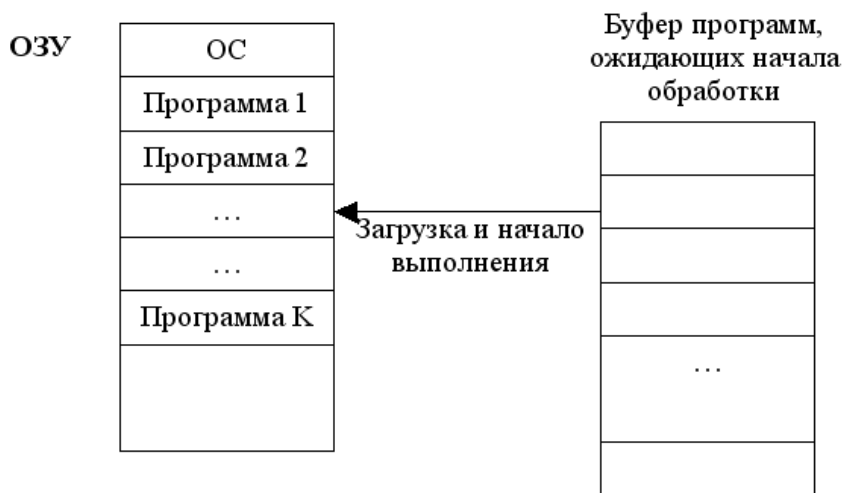 ОЗУ
ОС
Программа 1
Программа 2
…
…
Программа K
Загрузка и начало
выполнения
Буфер программ,
ожидающих начала
обработки
…